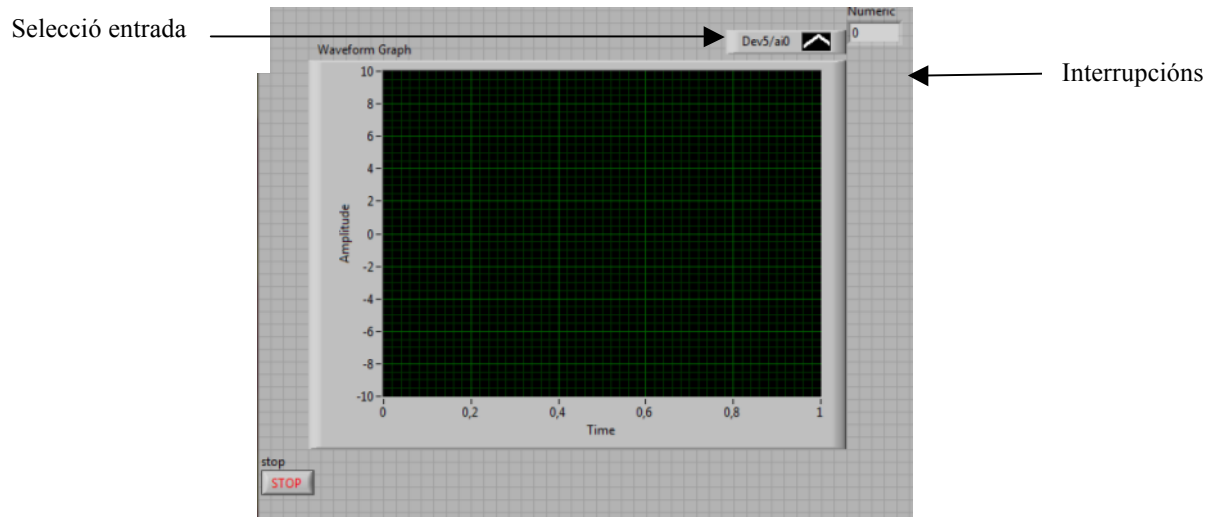 Numeric
Selecció entrada
0
Dev5/ai0
Waveform Graph
Interrupcións
10
8
6
4
2
0
-2
-4
-6
-8
-10
Amplitude
0
0,2
0,4
0,6
0,8
1
Time
stop
STOP